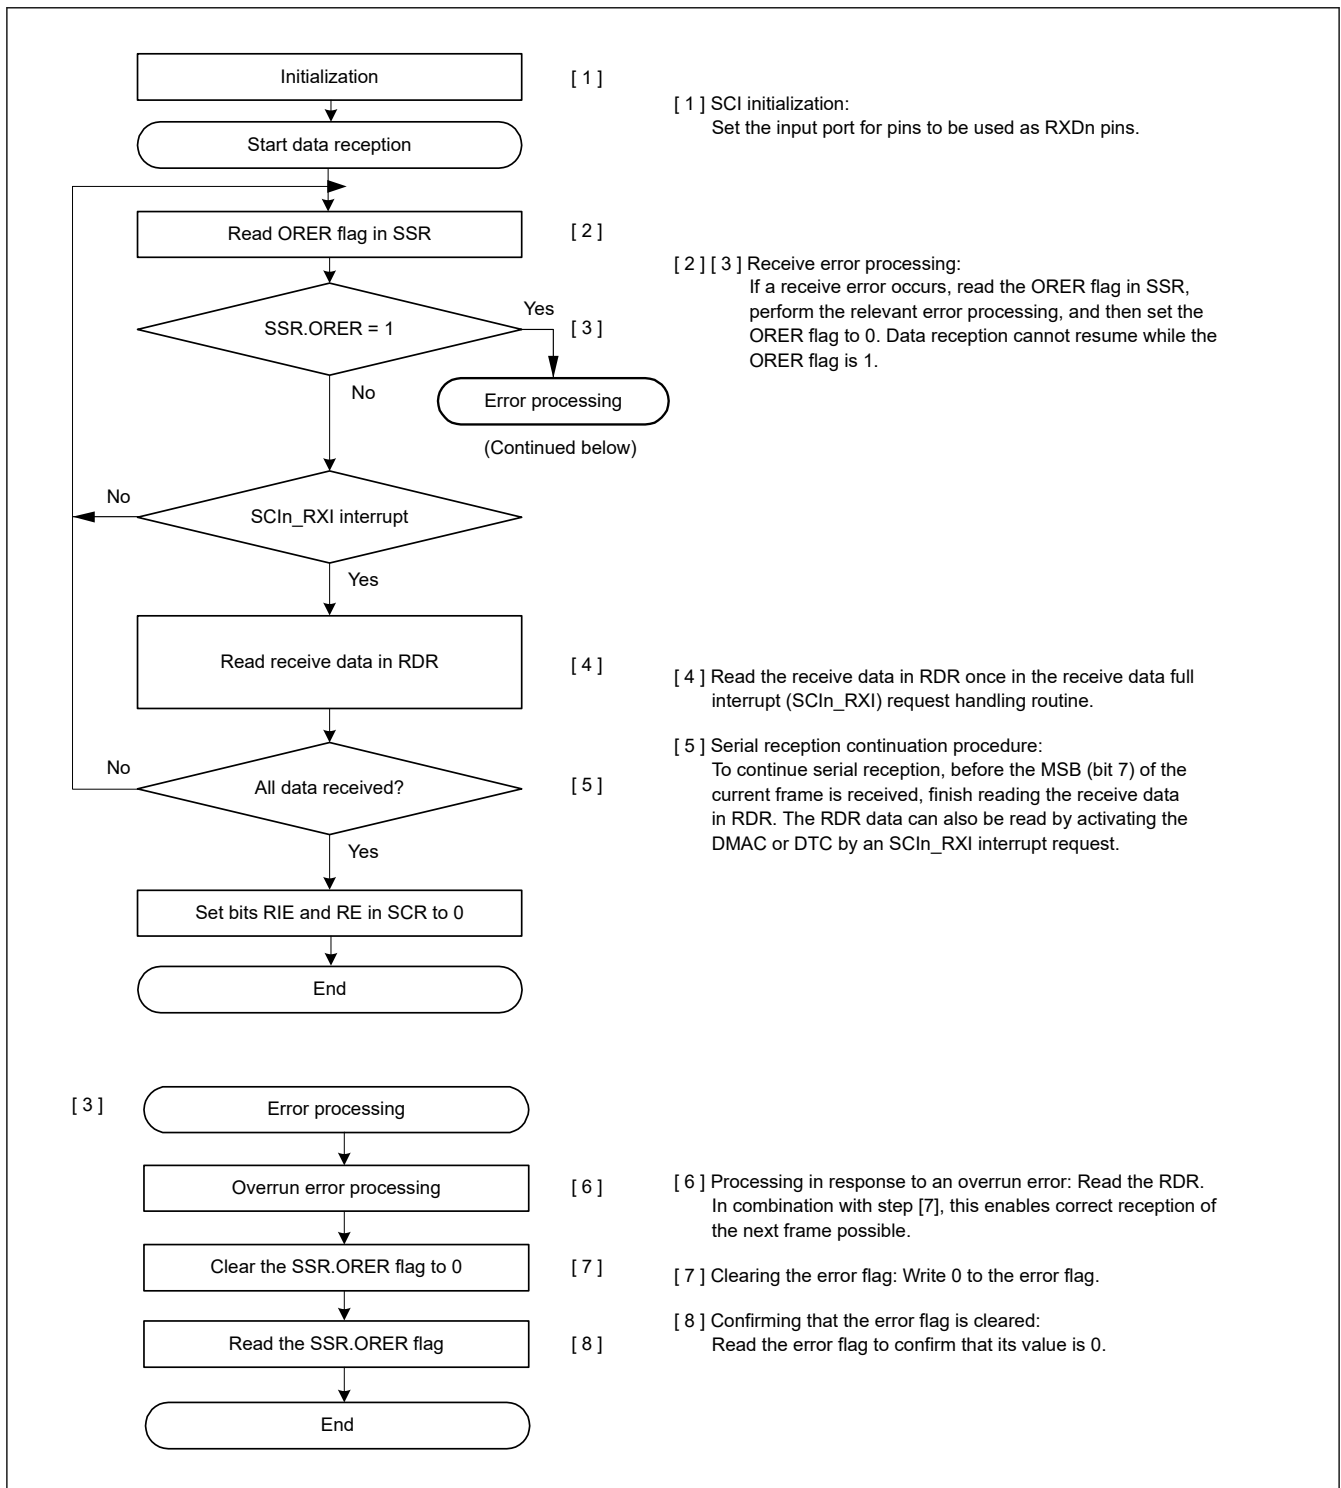 Initialization
[ 1 ]
[ 1 ] SCI initialization:
Set the input port for pins to be used as RXDn pins.
Start data reception
Read ORER flag in SSR
[ 2 ]
[ 2 ] [ 3 ] Receive error processing:
If a receive error occurs, read the ORER flag in SSR,
perform the relevant error processing, and then set the
ORER flag to 0. Data reception cannot resume while the
ORER flag is 1.
SSR.ORER = 1
Yes
[ 3 ]
No
Error processing
(Continued below)
SCIn_RXI interrupt
No
Yes
Read receive data in RDR
[ 4 ]
[ 4 ] Read the receive data in RDR once in the receive data full
interrupt (SCIn_RXI) request handling routine.
All data received?
No
[ 5 ]
[ 5 ] Serial reception continuation procedure:
To continue serial reception, before the MSB (bit 7) of the
current frame is received, finish reading the receive data
in RDR. The RDR data can also be read by activating the
DMAC or DTC by an SCIn_RXI interrupt request.
Yes
Set bits RIE and RE in SCR to 0
End
[ 3 ]
Error processing
Overrun error processing
[ 6 ]
[ 6 ] Processing in response to an overrun error: Read the RDR.
In combination with step [7], this enables correct reception of
the next frame possible.
Clear the SSR.ORER flag to 0
[ 7 ]
[ 7 ] Clearing the error flag: Write 0 to the error flag.
Read the SSR.ORER flag
[ 8 ]
[ 8 ] Confirming that the error flag is cleared:
Read the error flag to confirm that its value is 0.
End